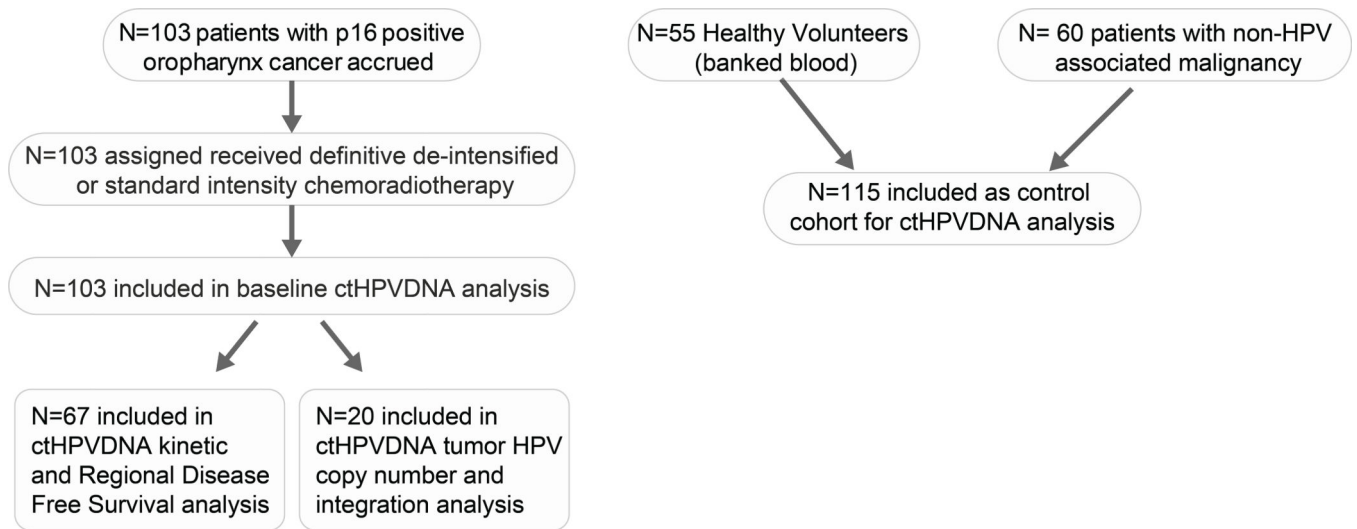 N=103 patients with p16 positive
oropharynx cancer accrued
N=103 assigned received definitive de-intensified
or standard intensity chemoradiotherapy
N=103 included in baseline ctHPVDNA analysis
N=67 included in
ctHPVDNA kinetic
and Regional Disease
Free Survival analysis
N=20 included in
ctHPVDNA tumor HPV
copy number and
integration analysis
N=55 Healthy Volunteers
(banked blood)
N= 60 patients with non-HPV
associated malignancy
N=115 included as control
cohort for ctHPVDNA analysis